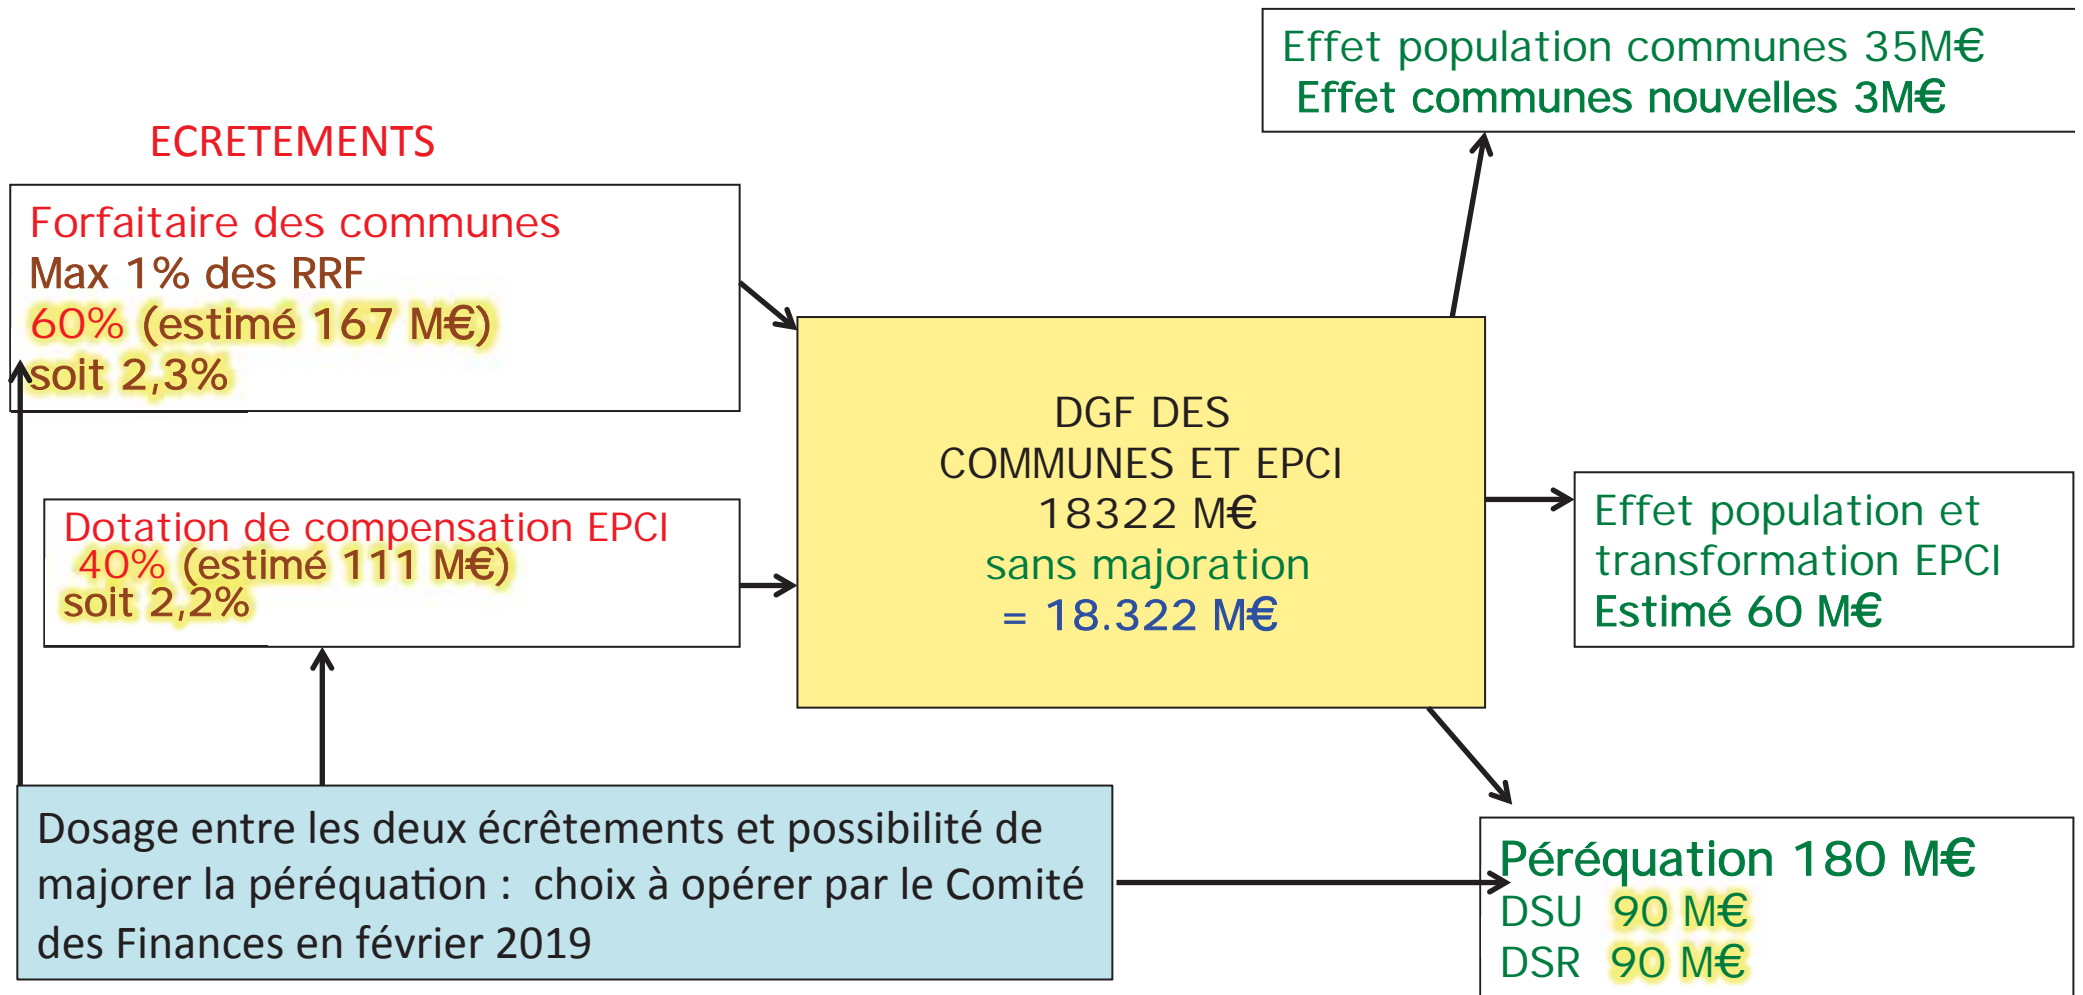 ECRETEMENTS
Forfaitaire des communes
Max 1% des RRF
60% (estimé 167 M€)
soit 2,3%
Dotation de compensation EPCI
40% (estimé 111 M€)
soit 2,2%
Dosage entre les deux écrêtements et possibilité de
majorer la péréquation : choix à opérer par le Comité
des Finances en février 2019
DGF DES
COMMUNES ET EPCI
18322 M€
sans majoration
= 18.322 M€
Effet population communes 35M€
Effet communes nouvelles 3M€
Effet population et
transformation EPCI
Estimé 60 M€
Péréquation 180 M€
DSU 90 M€
DSR 90 M€